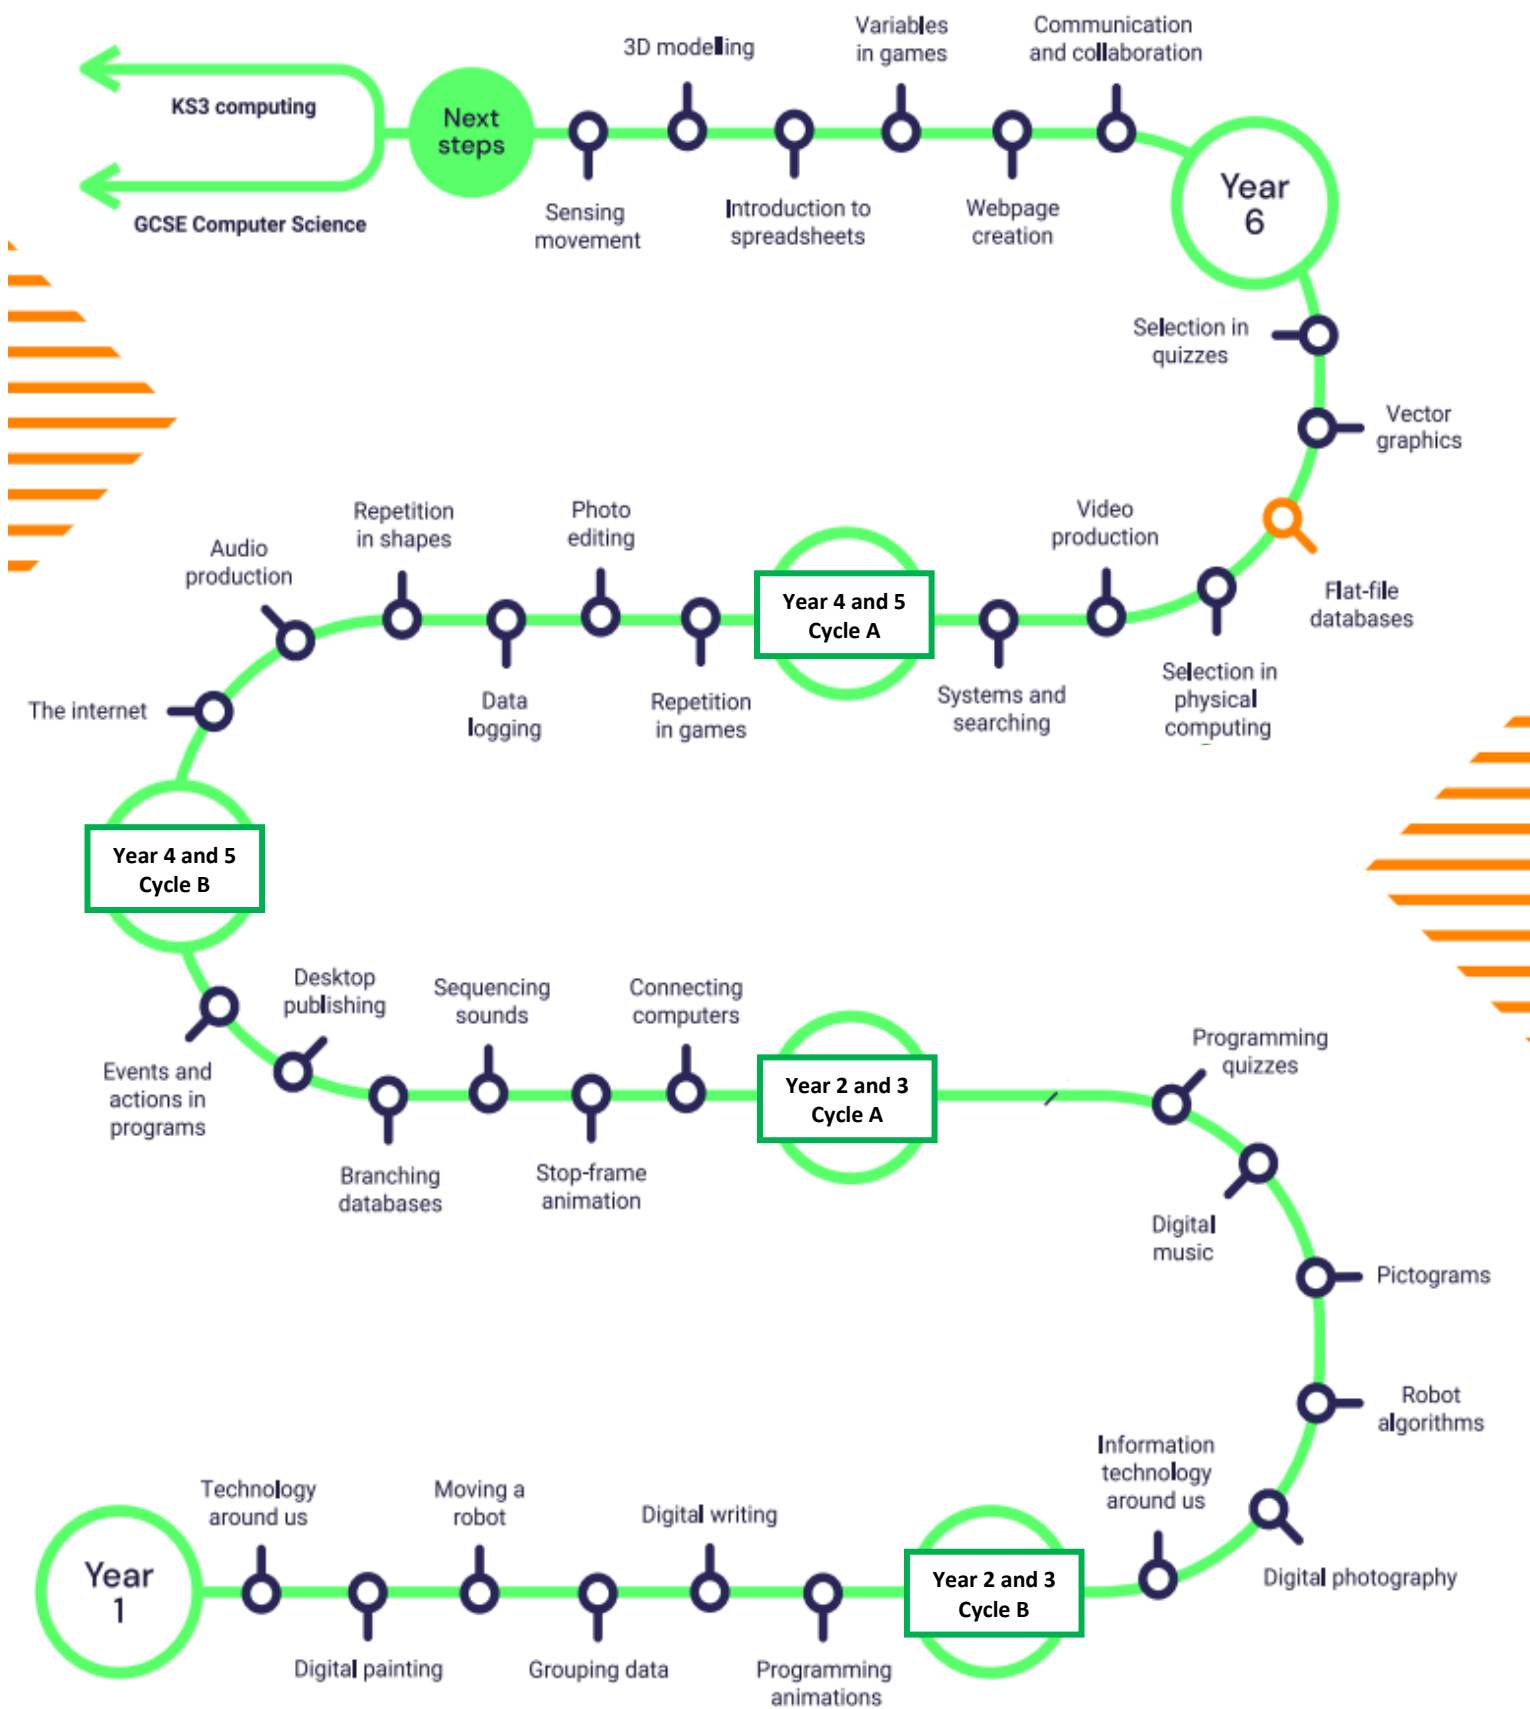 3D modelling
Variables
in games
Communication
and collaboration
KS3 computing
Next
steps
GCSE Computer Science
Sensing
movement
Introduction to
spreadsheets
Webpage
creation
Year
6
Selection in
quizzes
Vector
graphics
Flat-file
databases
Video
production
Selection in
physical
computing
Systems and
searching
Year 4 and 5
Cycle A
Repetition
in games
Photo
editing
Data
logging
Repetition
in shapes
Audio
production
The internet
Year 4 and 5
Cycle B
Events and
actions in
programs
Desktop
publishing
Branching
databases
Sequencing
sounds
Stop-frame
animation
Connecting
computers
Year 2 and 3
Cycle A
Programming
quizzes
Digital
music
Pictograms
Robot
algorithms
Digital photography
Information
technology
around us
Year 2 and 3
Cycle B
Programming
animations
Digital writing
Grouping data
Moving a
robot
Digital painting
Technology
around us
Year
1